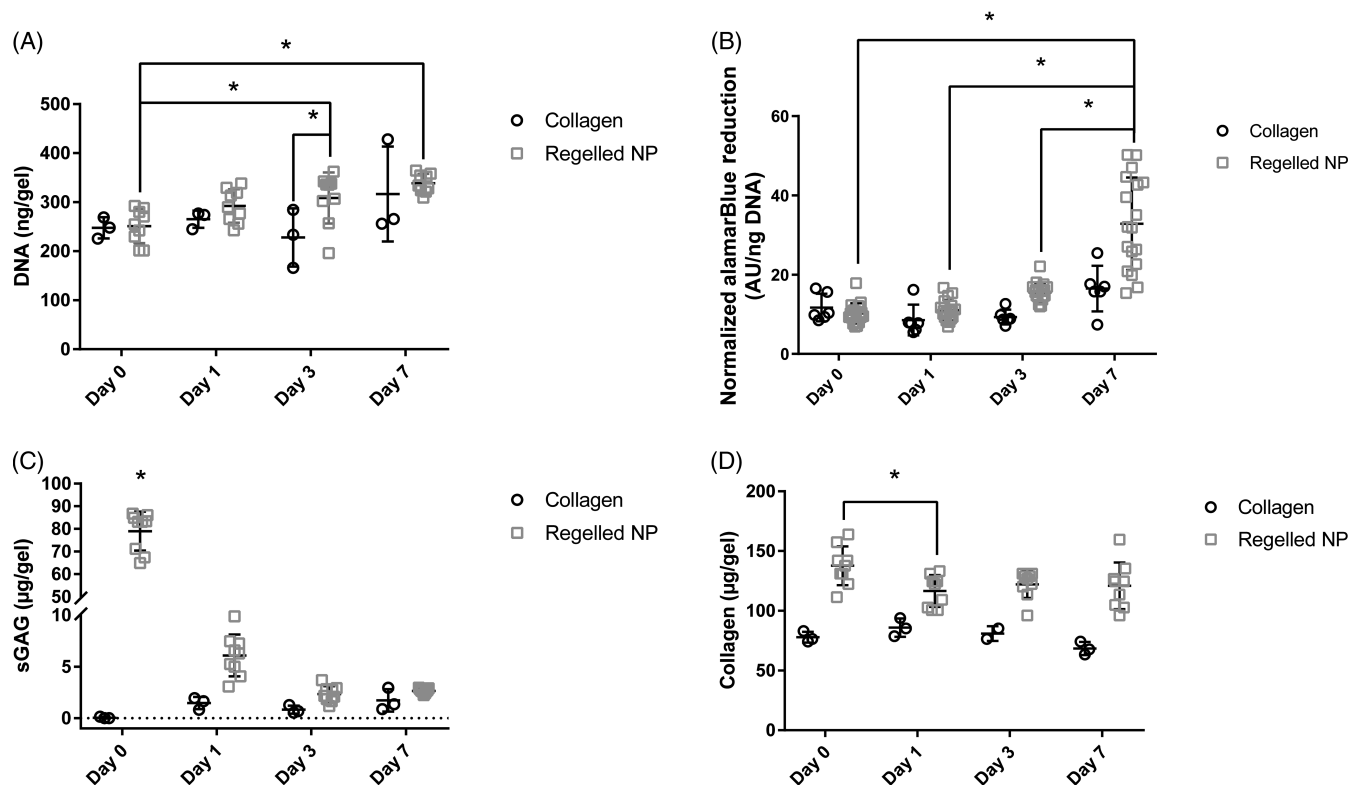 (A)
*
*
*
500
400
300
200
100
0
DNA (ng/gel)
Day 0
Day 1
Day 3
Day 7
Collagen
Regelled NP
(B)
*
*
*
60
40
20
0
Normalized alamarBlue reduction
(AU/ng DNA)
Day 0
Day 1
Day 3
Day 7
Collagen
Regelled NP
(C)
*
100
90
80
70
60
50
10
5
0
sGAG (µg/gel)
Day 0
Day 1
Day 3
Day 7
Collagen
Regelled NP
(D)
*
200
150
100
50
0
Collagen (µg/gel)
Day 0
Day 1
Day 3
Day 7
Collagen
Regelled NP